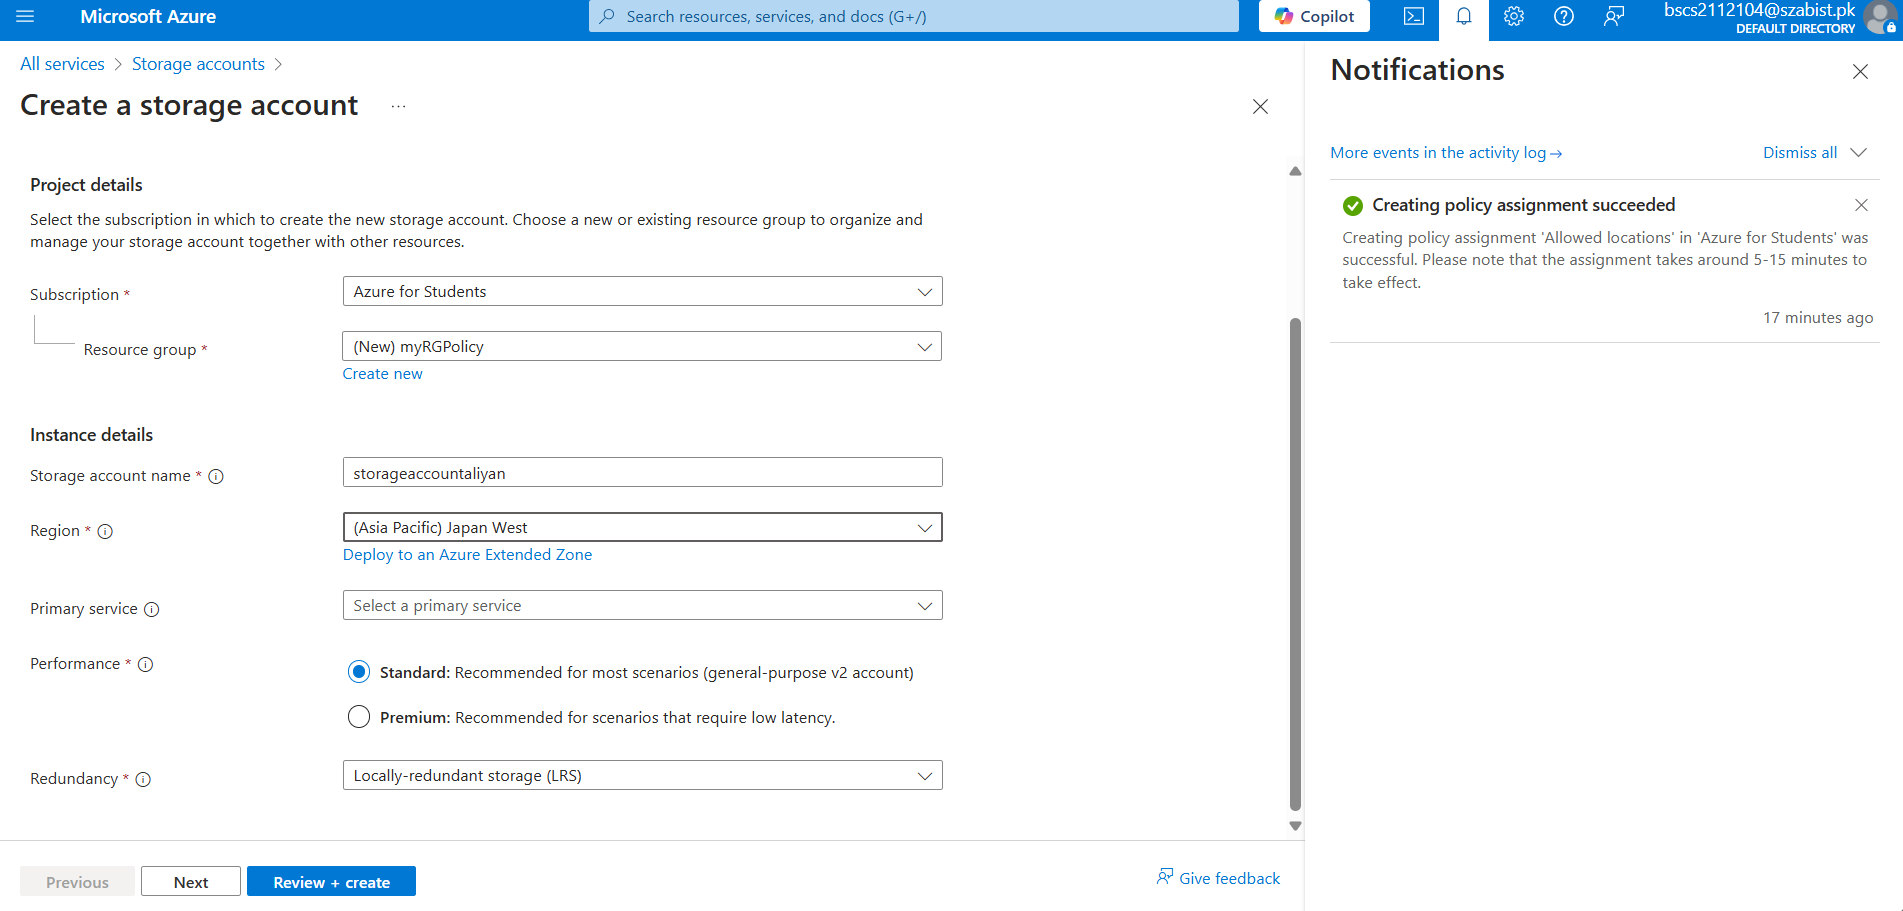 Microsoft Azure
Search resources, services, and docs (G+/)
Copilot
bscs2112104@szabist.pk
DEFAULT DIRECTORY
All services > Storage accounts >
Create a storage account ...
Project details
Select the subscription in which to create the new storage account. Choose a new or existing resource group to organize and
manage your storage account together with other resources.
Subscription *
Azure for Students
Resource group *
(New) myRGPolicy
Create new
Instance details
Storage account name *
storageaccountaliyan
Region *
(Asia Pacific) Japan West
Deploy to an Azure Extended Zone
Primary service
Select a primary service
Performance *
Standard: Recommended for most scenarios (general-purpose v2 account)
Premium: Recommended for scenarios that require low latency.
Redundancy *
Locally-redundant storage (LRS)
Previous
Next
Review + create
Give feedback
Notifications
More events in the activity log →
Dismiss all
Creating policy assignment succeeded
Creating policy assignment 'Allowed locations' in 'Azure for Students' was
successful. Please note that the assignment takes around 5-15 minutes to
take effect.
17 minutes ago